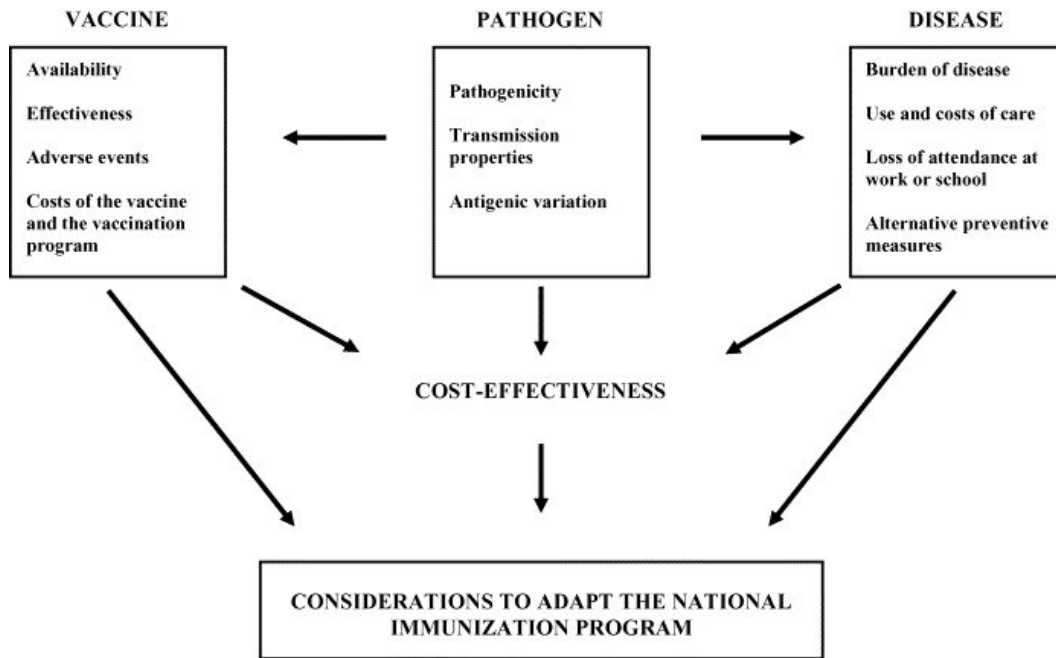 VACCINE
Availability
Effectiveness
Adverse events
Costs of the vaccine
and the vaccination
program
PATHOGEN
Pathogenicity
Transmission
properties
Antigenic variation
DISEASE
Burden of disease
Use and costs of care
Loss of attendance at
work or school
Alternative preventive
measures
COST-EFFECTIVENESS
CONSIDERATIONS TO ADAPT THE NATIONAL
IMMUNIZATION PROGRAM